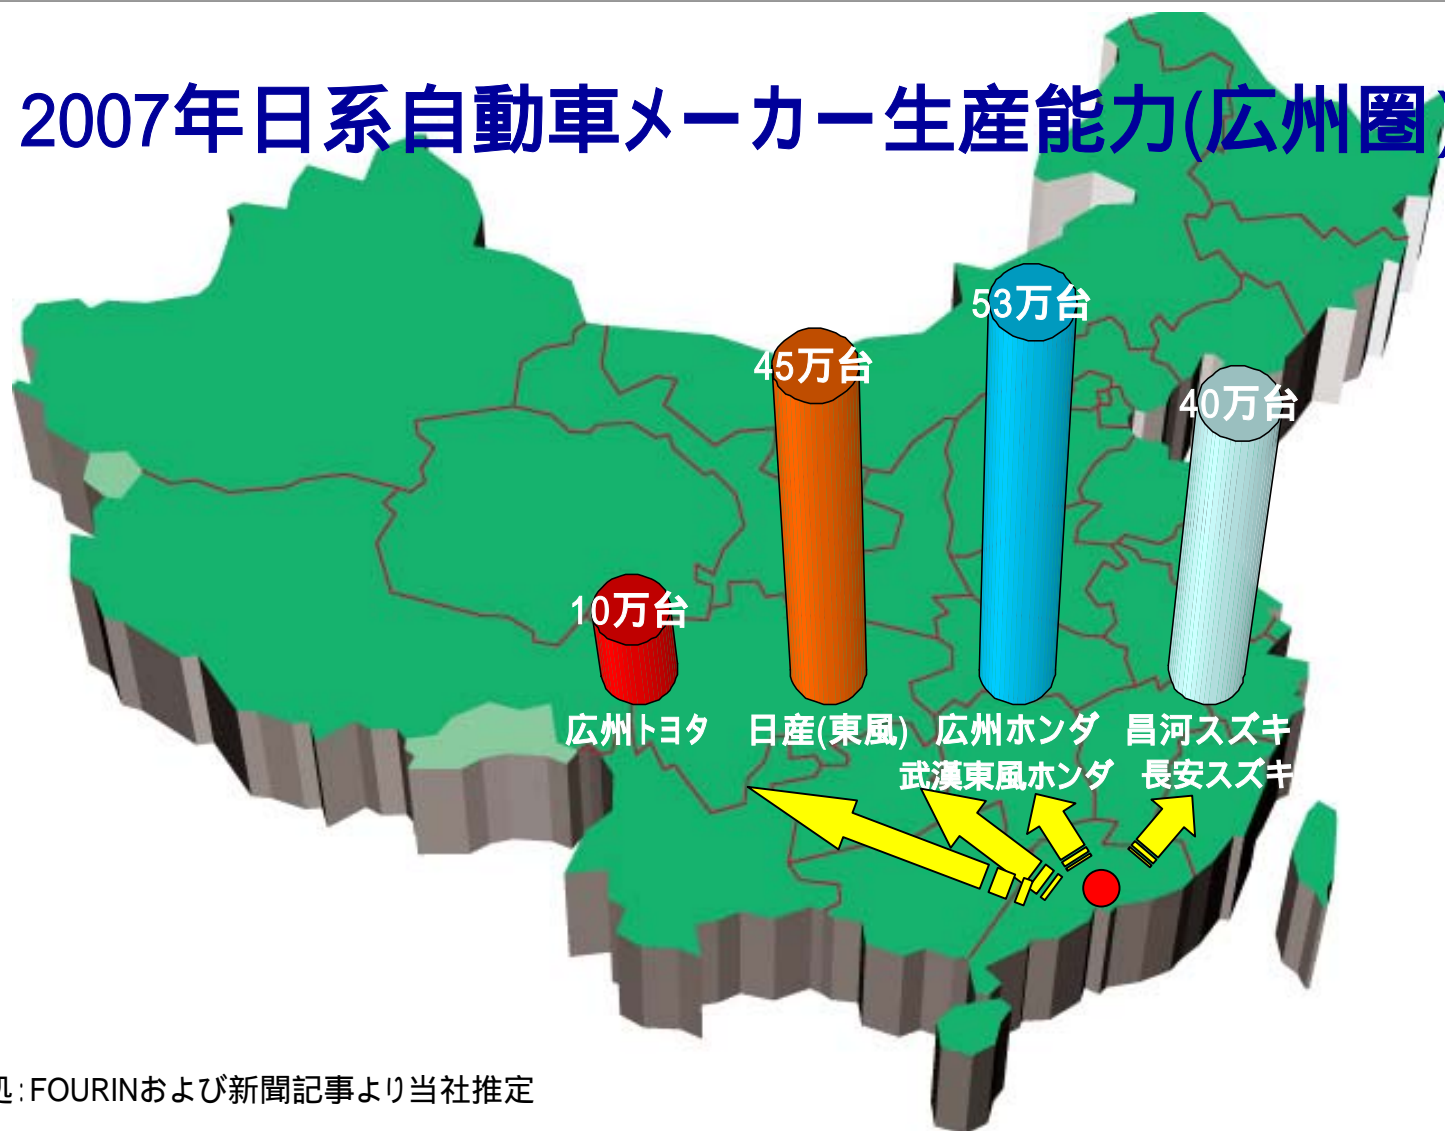 2007年日系自動車メーカー生産能力(広州圏)
53万台
45万台
40万台
10万台
広州トヨタ 日産(東風) 広州ホンダ 昌河スズキ
武漢東風ホンダ 長安スズキ
処：FOURINおよび新聞記事より当社推定